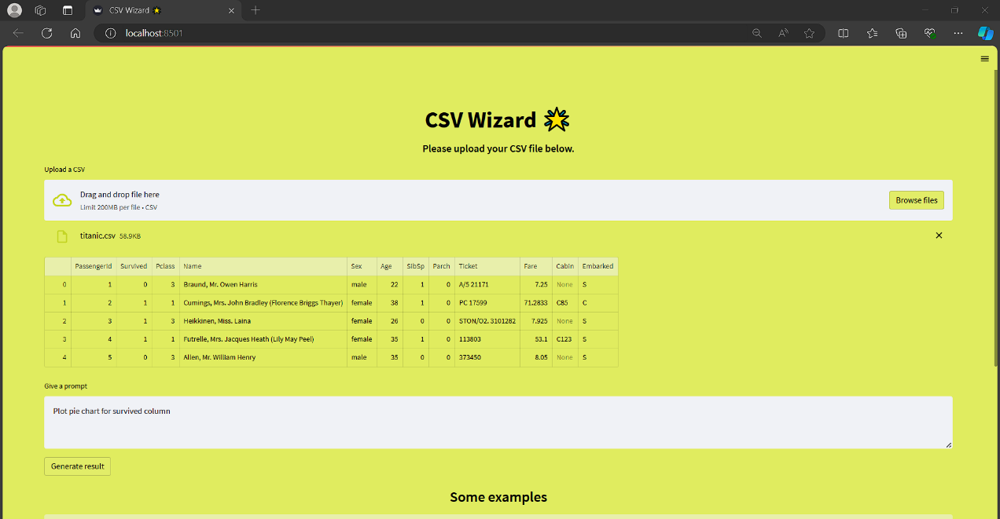 CSV Wizard
localhost:8501
CSV Wizard
Please upload your CSV file below.
Upload a CSV
Drag and drop file here
Limit 200MB per file • CSV
Browse files
titanic.csv 58.9KB
PassengerId Survived Pclass Name Sex Age SibSp Parch Ticket Fare Cabin Embarked
0 1 0 3 Braund, Mr. Owen Harris male 22 1 0 A/5 21171 7.25 None S
1 2 1 1 Cumings, Mrs. John Bradley (Florence Briggs Thayer) female 38 1 0 PC 17599 71.2833 C85 C
2 3 1 3 Heikkinen, Miss. Laina female 26 0 0 STON/O2. 3101282 7.925 None S
3 4 1 1 Futrelle, Mrs. Jacques Heath (Lily May Peel) female 35 1 0 113803 53.1 C123 S
4 5 0 3 Allen, Mr. William Henry male 35 0 0 373450 8.05 None S
Give a prompt
Plot pie chart for survived column
Generate result
Some examples